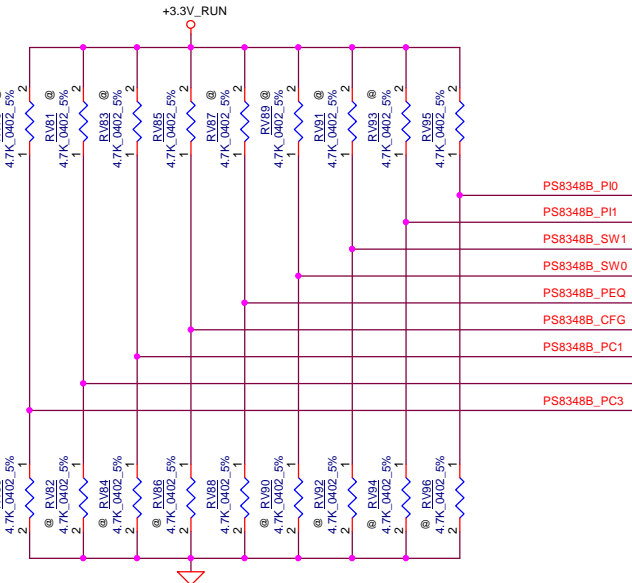 +3.3V_RUN
@
4.7K_0402_5%
1 2
RV81 @
4.7K_0402_5%
1 2
RV83 @
4.7K_0402_5%
1 2
RV85
4.7K_0402_5%
1 2
RV87 @
4.7K_0402_5%
1 2
RV89 @
4.7K_0402_5%
1 2
RV91 @
4.7K_0402_5%
1 2
RV93 @
4.7K_0402_5%
1 2
RV95
4.7K_0402_5%
1 2
PS8348B_PI0
PS8348B_PI1
PS8348B_SW1
PS8348B_SW0
PS8348B_PEQ
PS8348B_CFG
PS8348B_PC1
PS8348B_PC3
4.7K_0402_5%
2 1
@ RV82
4.7K_0402_5%
2 1
@ RV84
4.7K_0402_5%
2 1
@ RV86
4.7K_0402_5%
2 1
RV88
4.7K_0402_5%
2 1
@ RV90
4.7K_0402_5%
2 1
@ RV92
4.7K_0402_5%
2 1
@ RV94
4.7K_0402_5%
2 1
@ RV96
4.7K_0402_5%
2 1